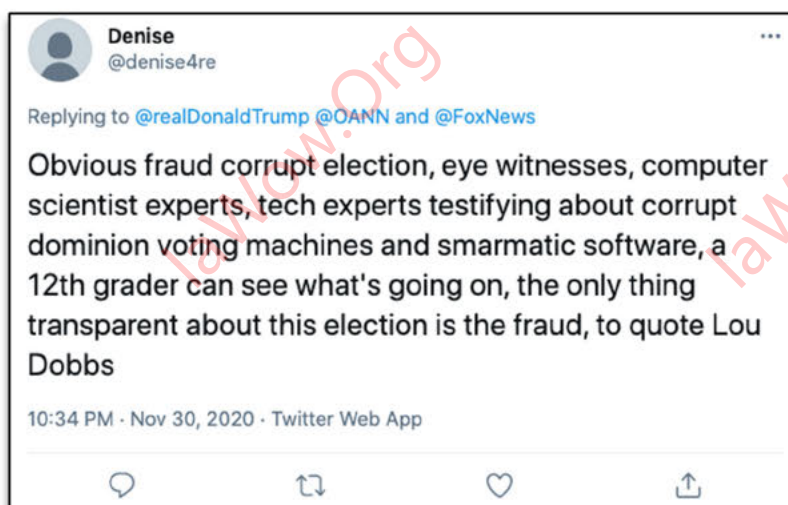 Denise
@denise4re
Replying to @realDonaldTrump @OANN and @FoxNews
Obvious fraud corrupt election, eye witnesses, computer
scientist experts, tech experts testifying about corrupt
dominion voting machines and smarmatic software, a
12th grader can see what's going on, the only thing
transparent about this election is the fraud, to quote Lou
Dobbs
10:34 PM · Nov 30, 2020 · Twitter Web App
laWow.Org
laW